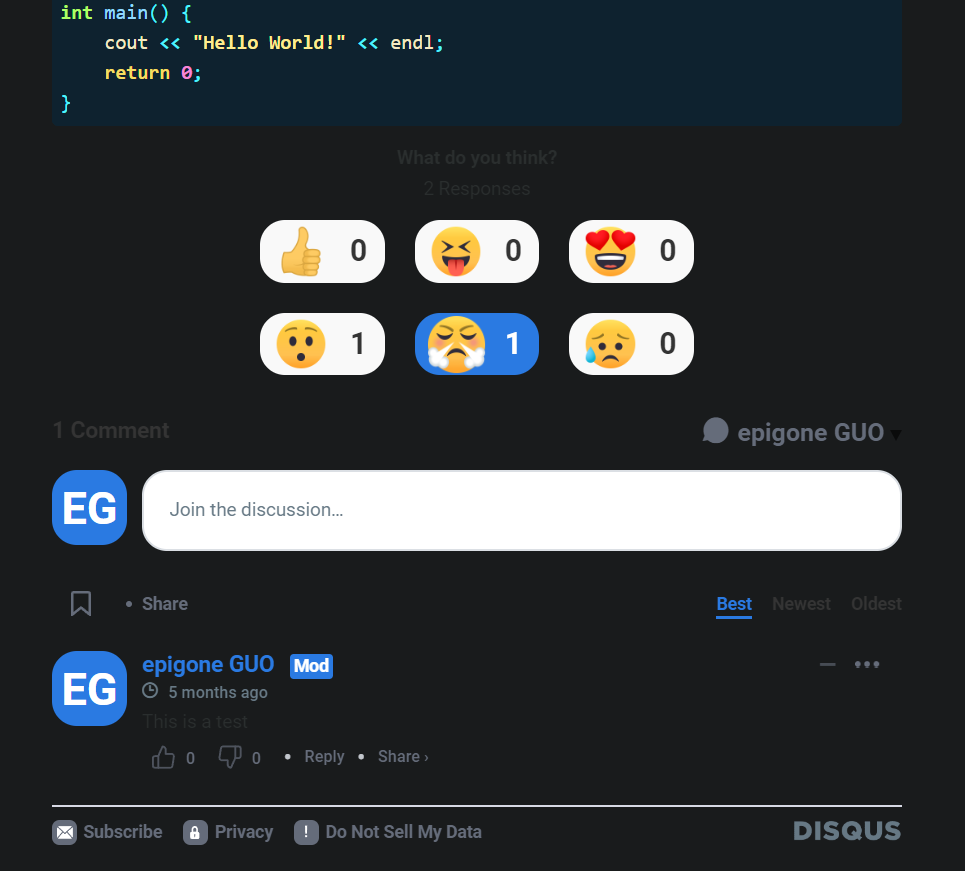 int main() {
cout << "Hello World!" << endl;
return 0;
}
What do you think?
2 Responses
0
0
0
1
1
0
1 Comment
epigone GUO
EG
Join the discussion…
• Share
Best Newest Oldest
EG
epigone GUO Mod
5 months ago
This is a test
0 0 • Reply • Share ›
Subscribe Privacy ! Do Not Sell My Data
DISQUS